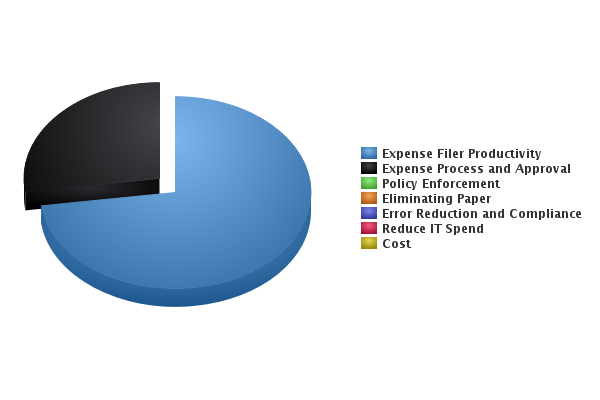 Expense Filer Productivity
Expense Process and Approval
Policy Enforcement
Eliminating Paper
Error Reduction and Compliance
Reduce IT Spend
Cost